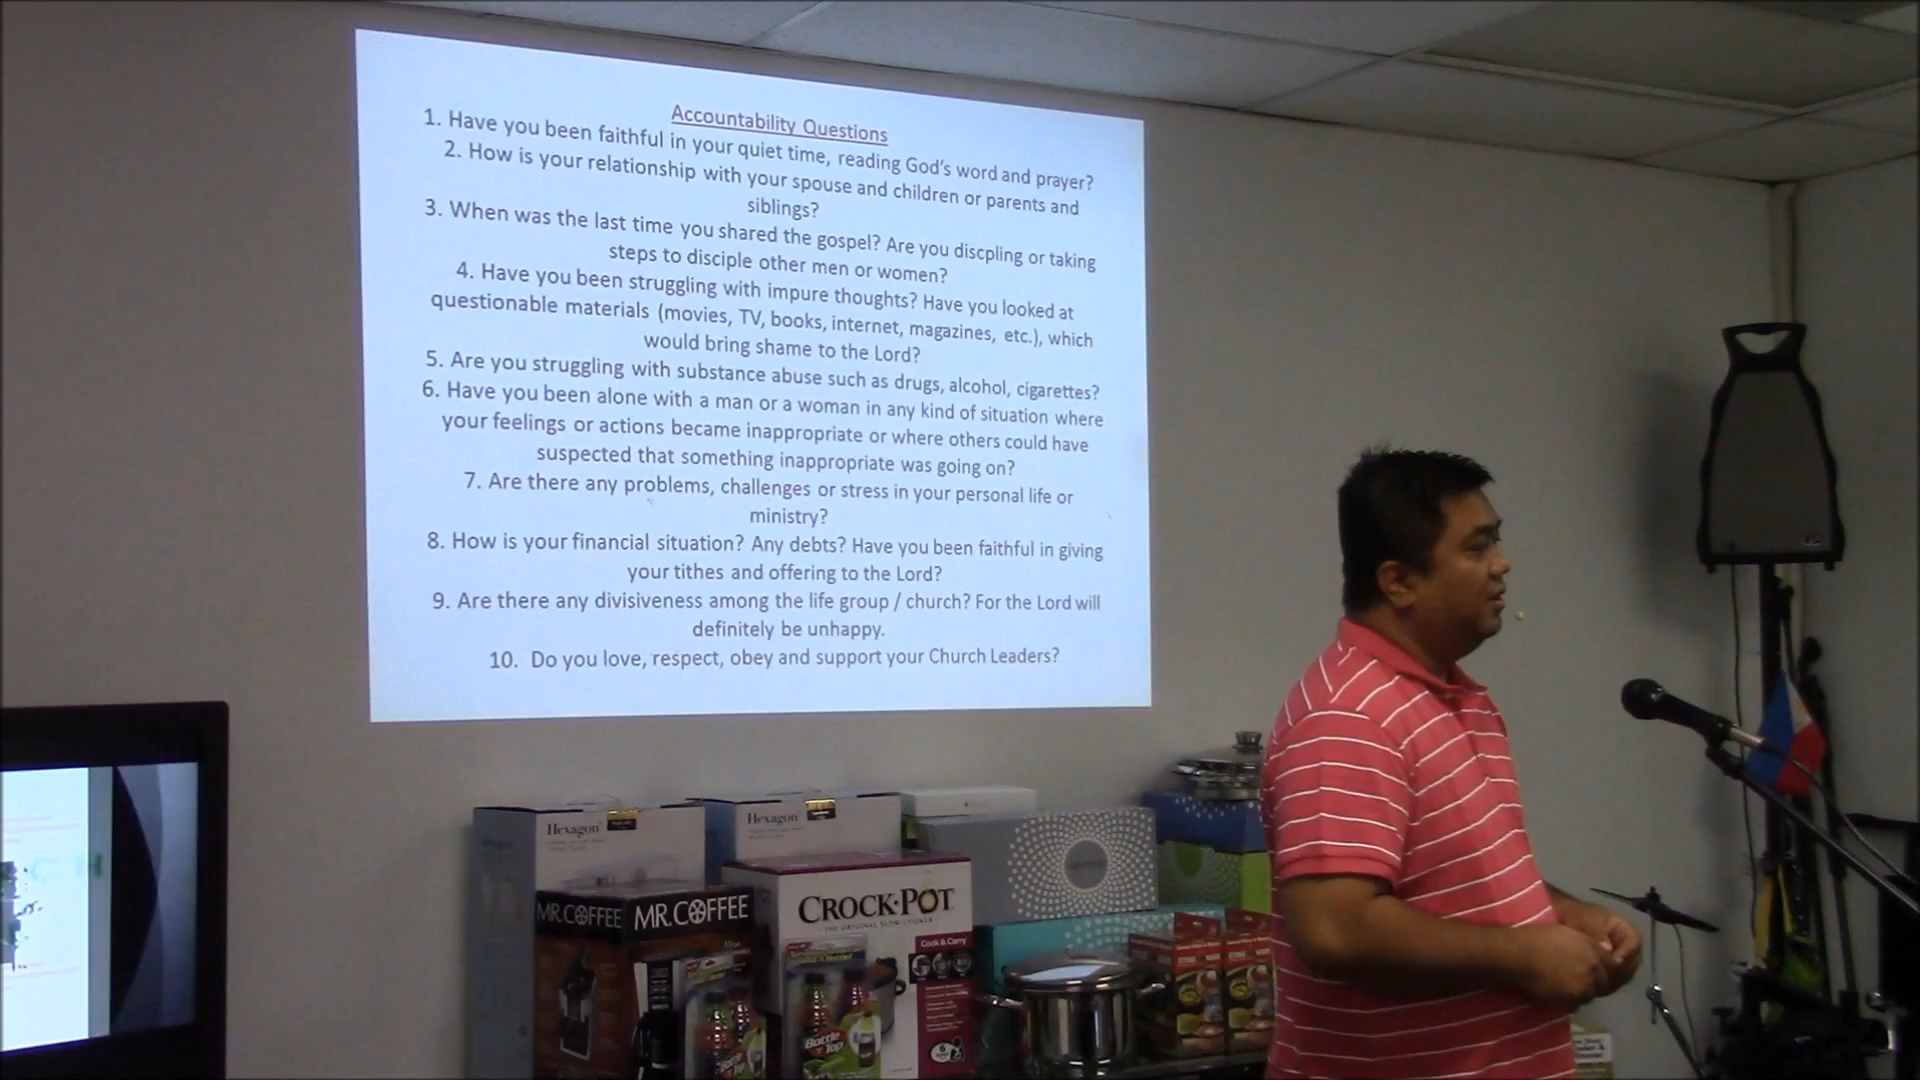 Accountability Questions
1. Have you been faithful in your quiet time, reading God's word and prayer?
2. How is your relationship with your spouse and children or parents and
siblings?
3. When was the last time you shared the gospel? Are you discpling or taking
steps to disciple other men or women?
4. Have you been struggling with impure thoughts? Have you looked at
questionable materials (movies, TV, books, internet, magazines, etc.), which
would bring shame to the Lord?
5. Are you struggling with substance abuse such as drugs, alcohol, cigarettes?
6. Have you been alone with a man or a woman in any kind of situation where
your feelings or actions became inappropriate or where others could have
suspected that something inappropriate was going on?
7. Are there any problems, challenges or stress in your personal life or
ministry?
8. How is your financial situation? Any debts? Have you been faithful in giving
your tithes and offering to the Lord?
9. Are there any divisiveness among the life group / church? For the Lord will
definitely be unhappy.
10. Do you love, respect, obey and support your Church Leaders?
CH
Hexagon
Hexagon
MR. COFFEE
MR. COFFEE
CROCK·POT
THE ORIGINAL SLOW COOKER
Cook & Carry
Bottle
Top
6